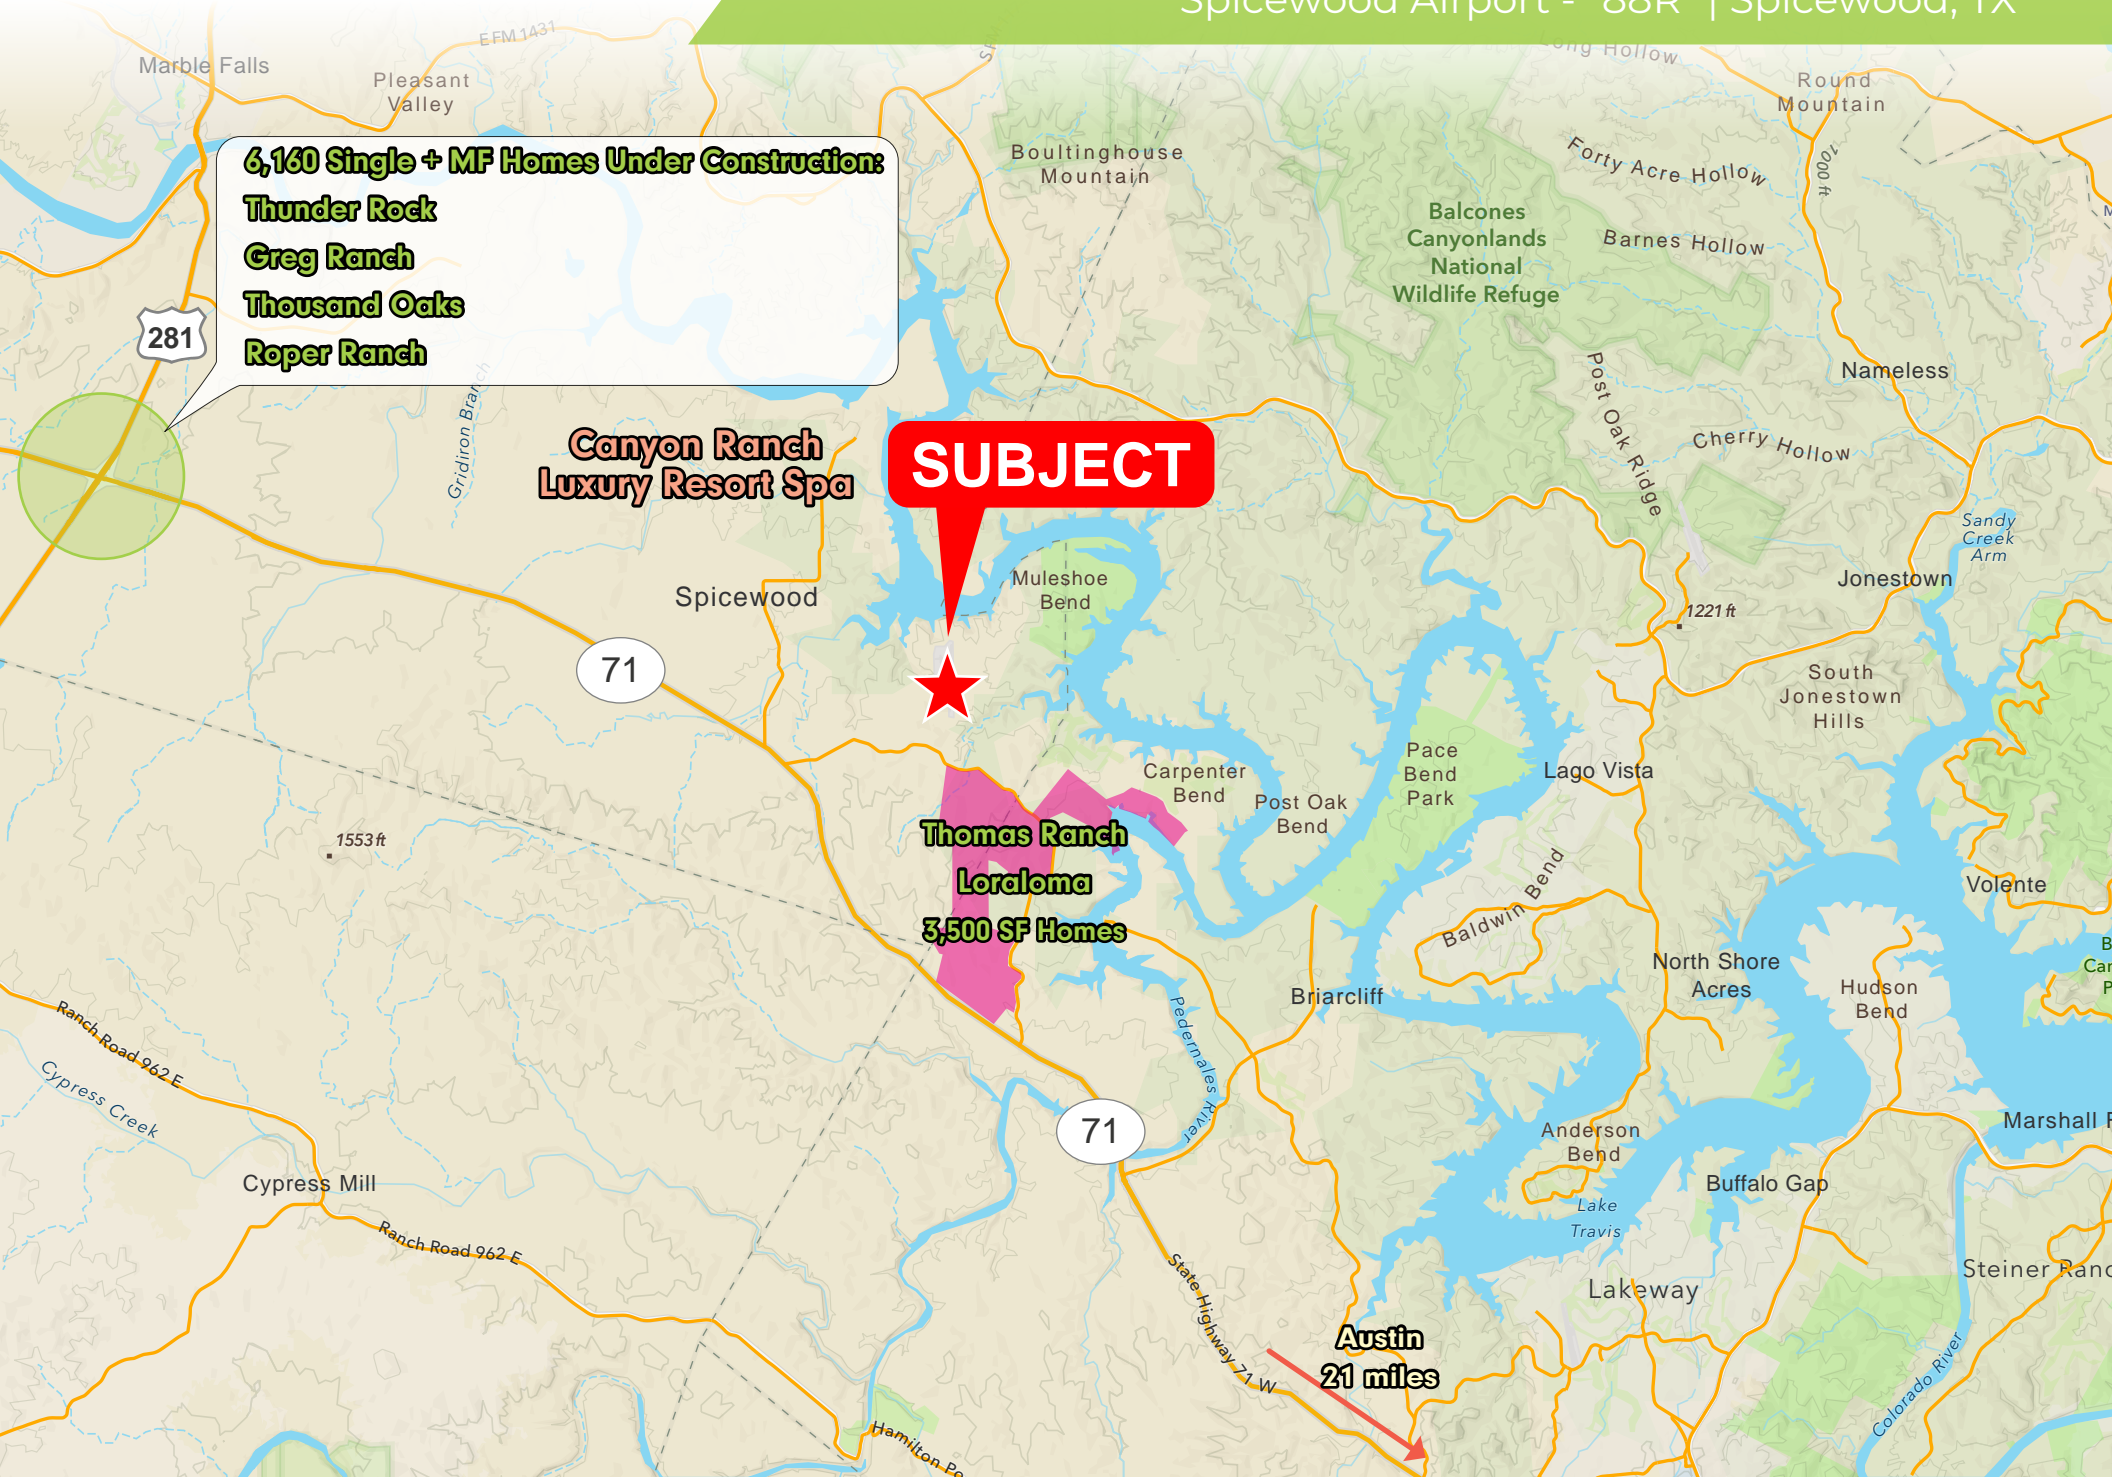 Spicewood Airport - "88R" | Spicewood, TX
EFM 1431
Marble Falls
Pleasant
Valley
Long Hollow
Round
Mountain
7000 ft
Boultinghouse
Mountain
Forty Acre Hollow
Barnes Hollow
Balcones
Canyonlands
National
Wildlife Refuge
6,160 Single + MF Homes Under Construction:
Thunder Rock
Greg Ranch
Thousand Oaks
Roper Ranch
281
Gridiron Branch
Canyon Ranch
Luxury Resort Spa
SUBJECT
Post Oak Ridge
Nameless
Cherry Hollow
Sandy
Creek
Arm
Jonestown
1221 ft
Spicewood
Muleshoe
Bend
71
South
Jonestown
Hills
Pace
Bend
Park
Lago Vista
Carpenter
Bend
Post Oak
Bend
1553 ft
Thomas Ranch
Loraloma
3,500 SF Homes
Baldwin Bend
Volente
North Shore
Acres
Hudson
Bend
Briarcliff
Pedernales River
Ranch Road 962 E
Cypress Creek
71
Anderson
Bend
Marshall
Cypress Mill
Buffalo Gap
Lake
Travis
Ranch Road 962 E
State Highway 71 W
Lakeway
Steiner
Austin
21 miles
Colorado River
Hamilton